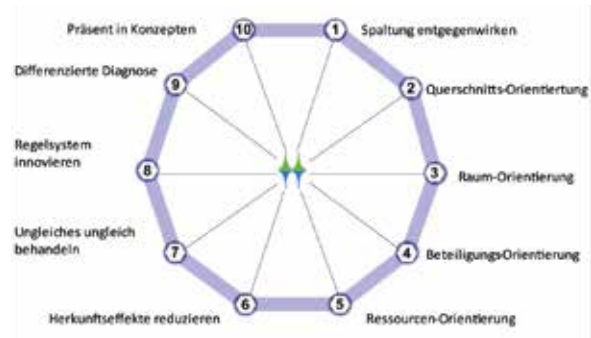 Präsent in Konzepten
10
1
Spaltung entgegenwirken
Differenzierte Diagnose
9
2
Querschnitts-Orientiertung
Regelsystem
innovieren
8
3
Raum-Orientierung
Ungleiches ungleich
behandeln
7
4
Beteiligungs-Orientierung
Herkunftseffekte reduzieren
6
5
Ressourcen-Orientierung